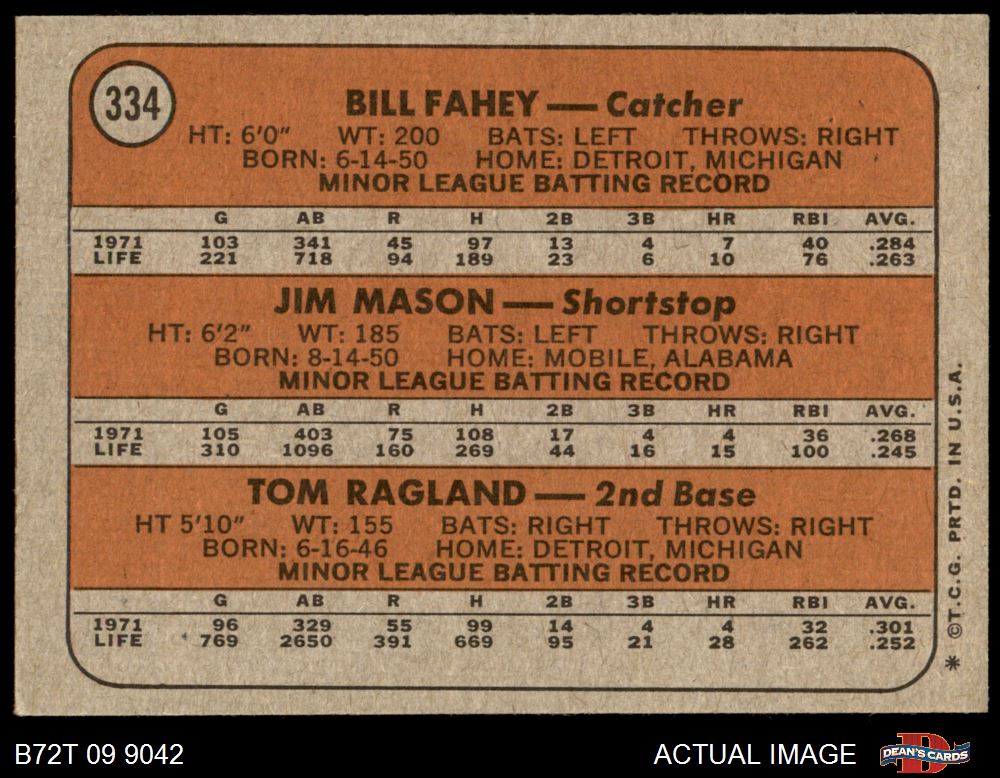 334
BILL FAHEY — Catcher
HT: 6'0" WT: 200 BATS: LEFT THROWS: RIGHT
BORN: 6-14-50 HOME: DETROIT, MICHIGAN
MINOR LEAGUE BATTING RECORD
G AB R H 2B 3B HR RBI AVG.
1971 103 341 45 97 13 4 7 40 .284
LIFE 221 718 94 189 23 6 10 76 .263
JIM MASON — Shortstop
HT: 6'2" WT: 185 BATS: LEFT THROWS: RIGHT
BORN: 8-14-50 HOME: MOBILE, ALABAMA
MINOR LEAGUE BATTING RECORD
G AB R H 2B 3B HR RBI AVG.
1971 105 403 75 108 17 4 4 36 .268
LIFE 310 1096 160 269 44 16 15 100 .245
TOM RAGLAND — 2nd Base
HT 5'10" WT: 155 BATS: RIGHT THROWS: RIGHT
BORN: 6-16-46 HOME: DETROIT, MICHIGAN
MINOR LEAGUE BATTING RECORD
G AB R H 2B 3B HR RBI AVG.
1971 96 329 55 99 14 4 4 32 .301
LIFE 769 2650 391 669 95 21 28 262 .252
* ©T.C.G. PRTD. IN U.S.A.
B72T 09 9042 ACTUAL IMAGE
D
DEAN'S CARDS